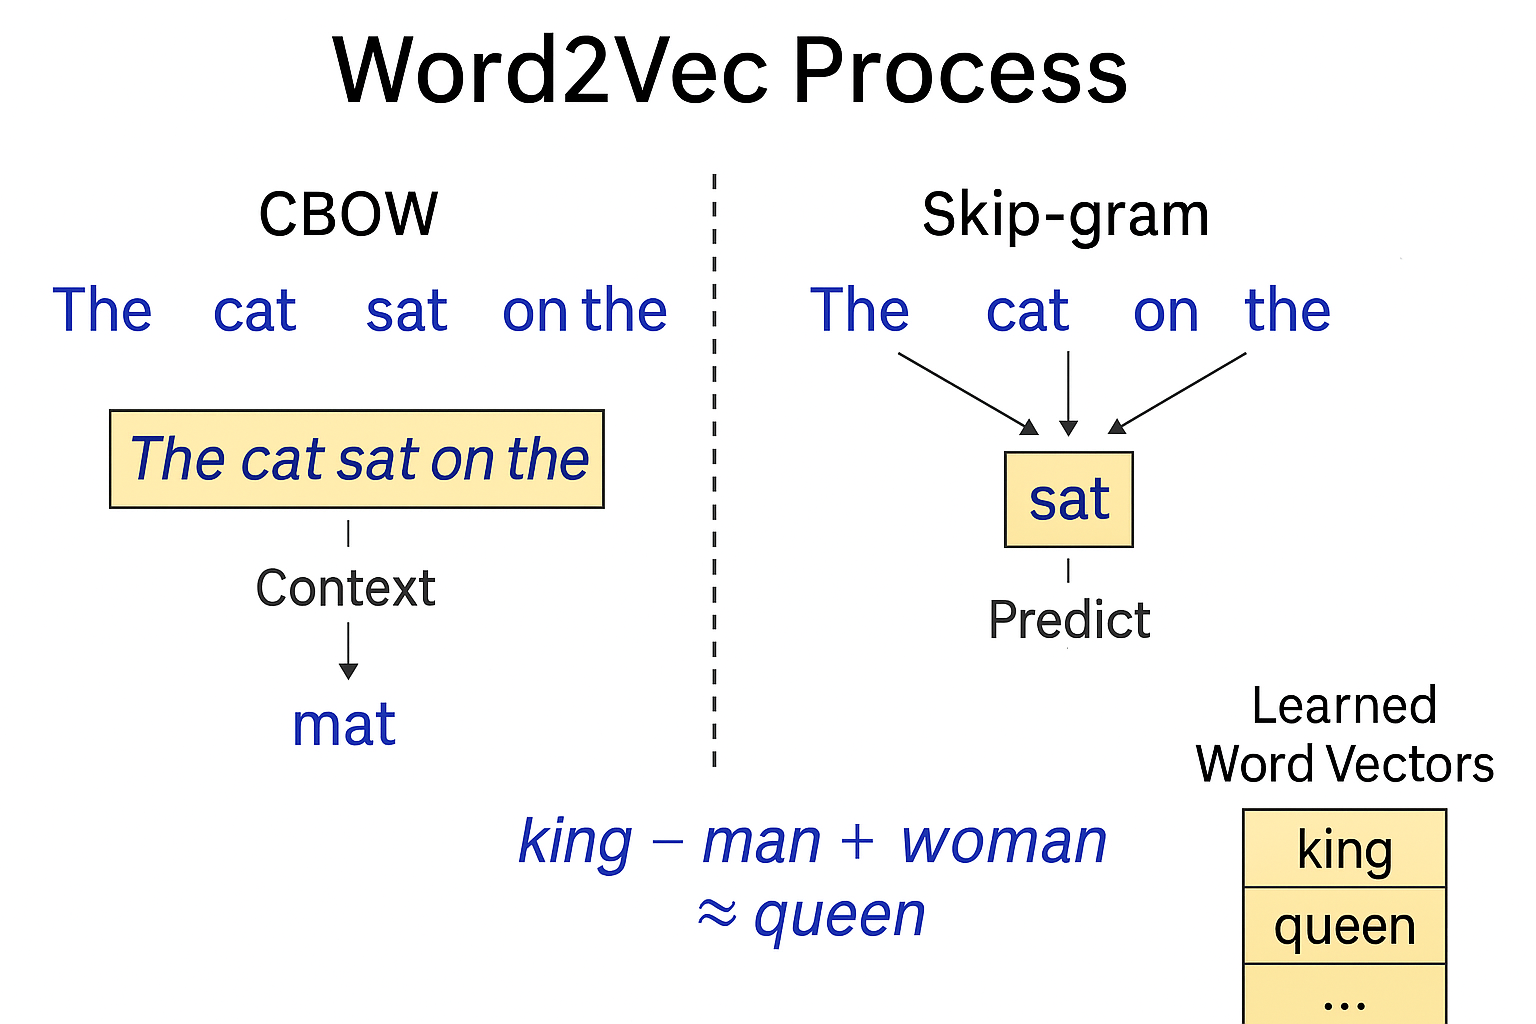 Word2Vec Process
CBOW
The cat sat on the
The cat sat on the
Context
mat
Skip-gram
The cat on the
sat
Predict
king − man + woman
≈ queen
Learned
Word Vectors
king
queen
...